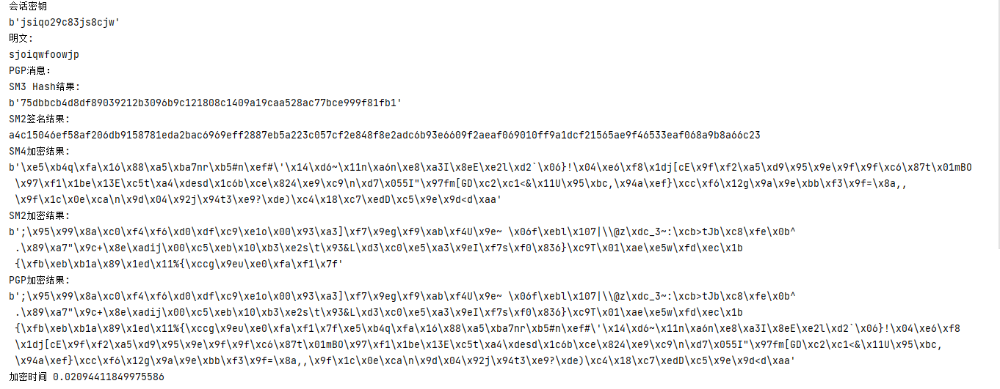 会话密钥
b'jsiqo29c83js8cjw'
明文:
sjoiqwfoowjp
PGP消息:
SM3 Hash结果:
b'75dbbcb4d8df89039212b3096b9c121808c1409a19caa528ac77bce999f81fb1'
SM2签名结果:
a4c15046ef58af206db9158781eda2bac6969eff2887eb5a223c057cf2e848f8e2adc6b93e6609f2aeaf069010ff9a1dcf21565ae9f46533eaf068a9b8a66c23
SM4加密结果:
b'\xe5\xb4q\xfa\x16\x88\xa5\xba7nr\xb5#n\xef#\'\x14\xd6~\x11n\xa6n\xe8\xa3I\x8eE\xe2l\xd2`\x06}!\x04\xe6\xf8\x1dj[cE\x9f\xf2\xa5\xd9\x95\x9e\x9f\x9f\xc6\x87t\x01mBO
\x97\xf1\x1be\x13E\xc5t\xa4\xdesd\x1c6b\xce\x824\xe9\xc9\n\xd7\x055I"\x97fm[GD\xc2\xc1<&\x11U\x95\xbc,\x94a\xef}\xcc\xf6\x12g\x9a\x9e\xbb\xf3\x9f=\x8a,,
\x9f\x1c\x0e\xca\n\x9d\x04\x92j\x94t3\xe9?\xde)\xc4\x18\xc7\xedD\xc5\x9e\x9d<d\xaa'
SM2加密结果:
b';\x95\x99\x8a\xc0\xf4\xf6\xd0\xdf\xc9\xe1o\x00\x93\xa3]\xf7\x9eg\xf9\xab\xf4U\x9e~ \x06f\xebl\x107|\\@z\xdc_3~:\xcb>tJb\xc8\xfe\x0b^
.\x89\xa7"\x9c+\x8e\xadij\x00\xc5\xeb\x10\xb3\xe2s\t\x93&L\xd3\xc0\xe5\xa3\x9eI\xf7s\xf0\x836}\xc9T\x01\xae\xe5w\xfd\xec\x1b
{\xfb\xeb\xb1a\x89\x1ed\x11%{\xccg\x9eu\xe0\xfa\xf1\x7f'
PGP加密结果:
b';\x95\x99\x8a\xc0\xf4\xf6\xd0\xdf\xc9\xe1o\x00\x93\xa3]\xf7\x9eg\xf9\xab\xf4U\x9e~ \x06f\xebl\x107|\\@z\xdc_3~:\xcb>tJb\xc8\xfe\x0b^
.\x89\xa7"\x9c+\x8e\xadij\x00\xc5\xeb\x10\xb3\xe2s\t\x93&L\xd3\xc0\xe5\xa3\x9eI\xf7s\xf0\x836}\xc9T\x01\xae\xe5w\xfd\xec\x1b
{\xfb\xeb\xb1a\x89\x1ed\x11%{\xccg\x9eu\xe0\xfa\xf1\x7f\xe5\xb4q\xfa\x16\x88\xa5\xba7nr\xb5#n\xef#\'\x14\xd6~\x11n\xa6n\xe8\xa3I\x8eE\xe2l\xd2`\x06}!\x04\xe6\xf8
\x1dj[cE\x9f\xf2\xa5\xd9\x95\x9e\x9f\x9f\xc6\x87t\x01mBO\x97\xf1\x1be\x13E\xc5t\xa4\xdesd\x1c6b\xce\x824\xe9\xc9\n\xd7\x055I"\x97fm[GD\xc2\xc1<&\x11U\x95\xbc,
\x94a\xef}\xcc\xf6\x12g\x9a\x9e\xbb\xf3\x9f=\x8a,,\x9f\x1c\x0e\xca\n\x9d\x04\x92j\x94t3\xe9?\xde)\xc4\x18\xc7\xedD\xc5\x9e\x9d<d\xaa'
加密时间 0.02094411849975586